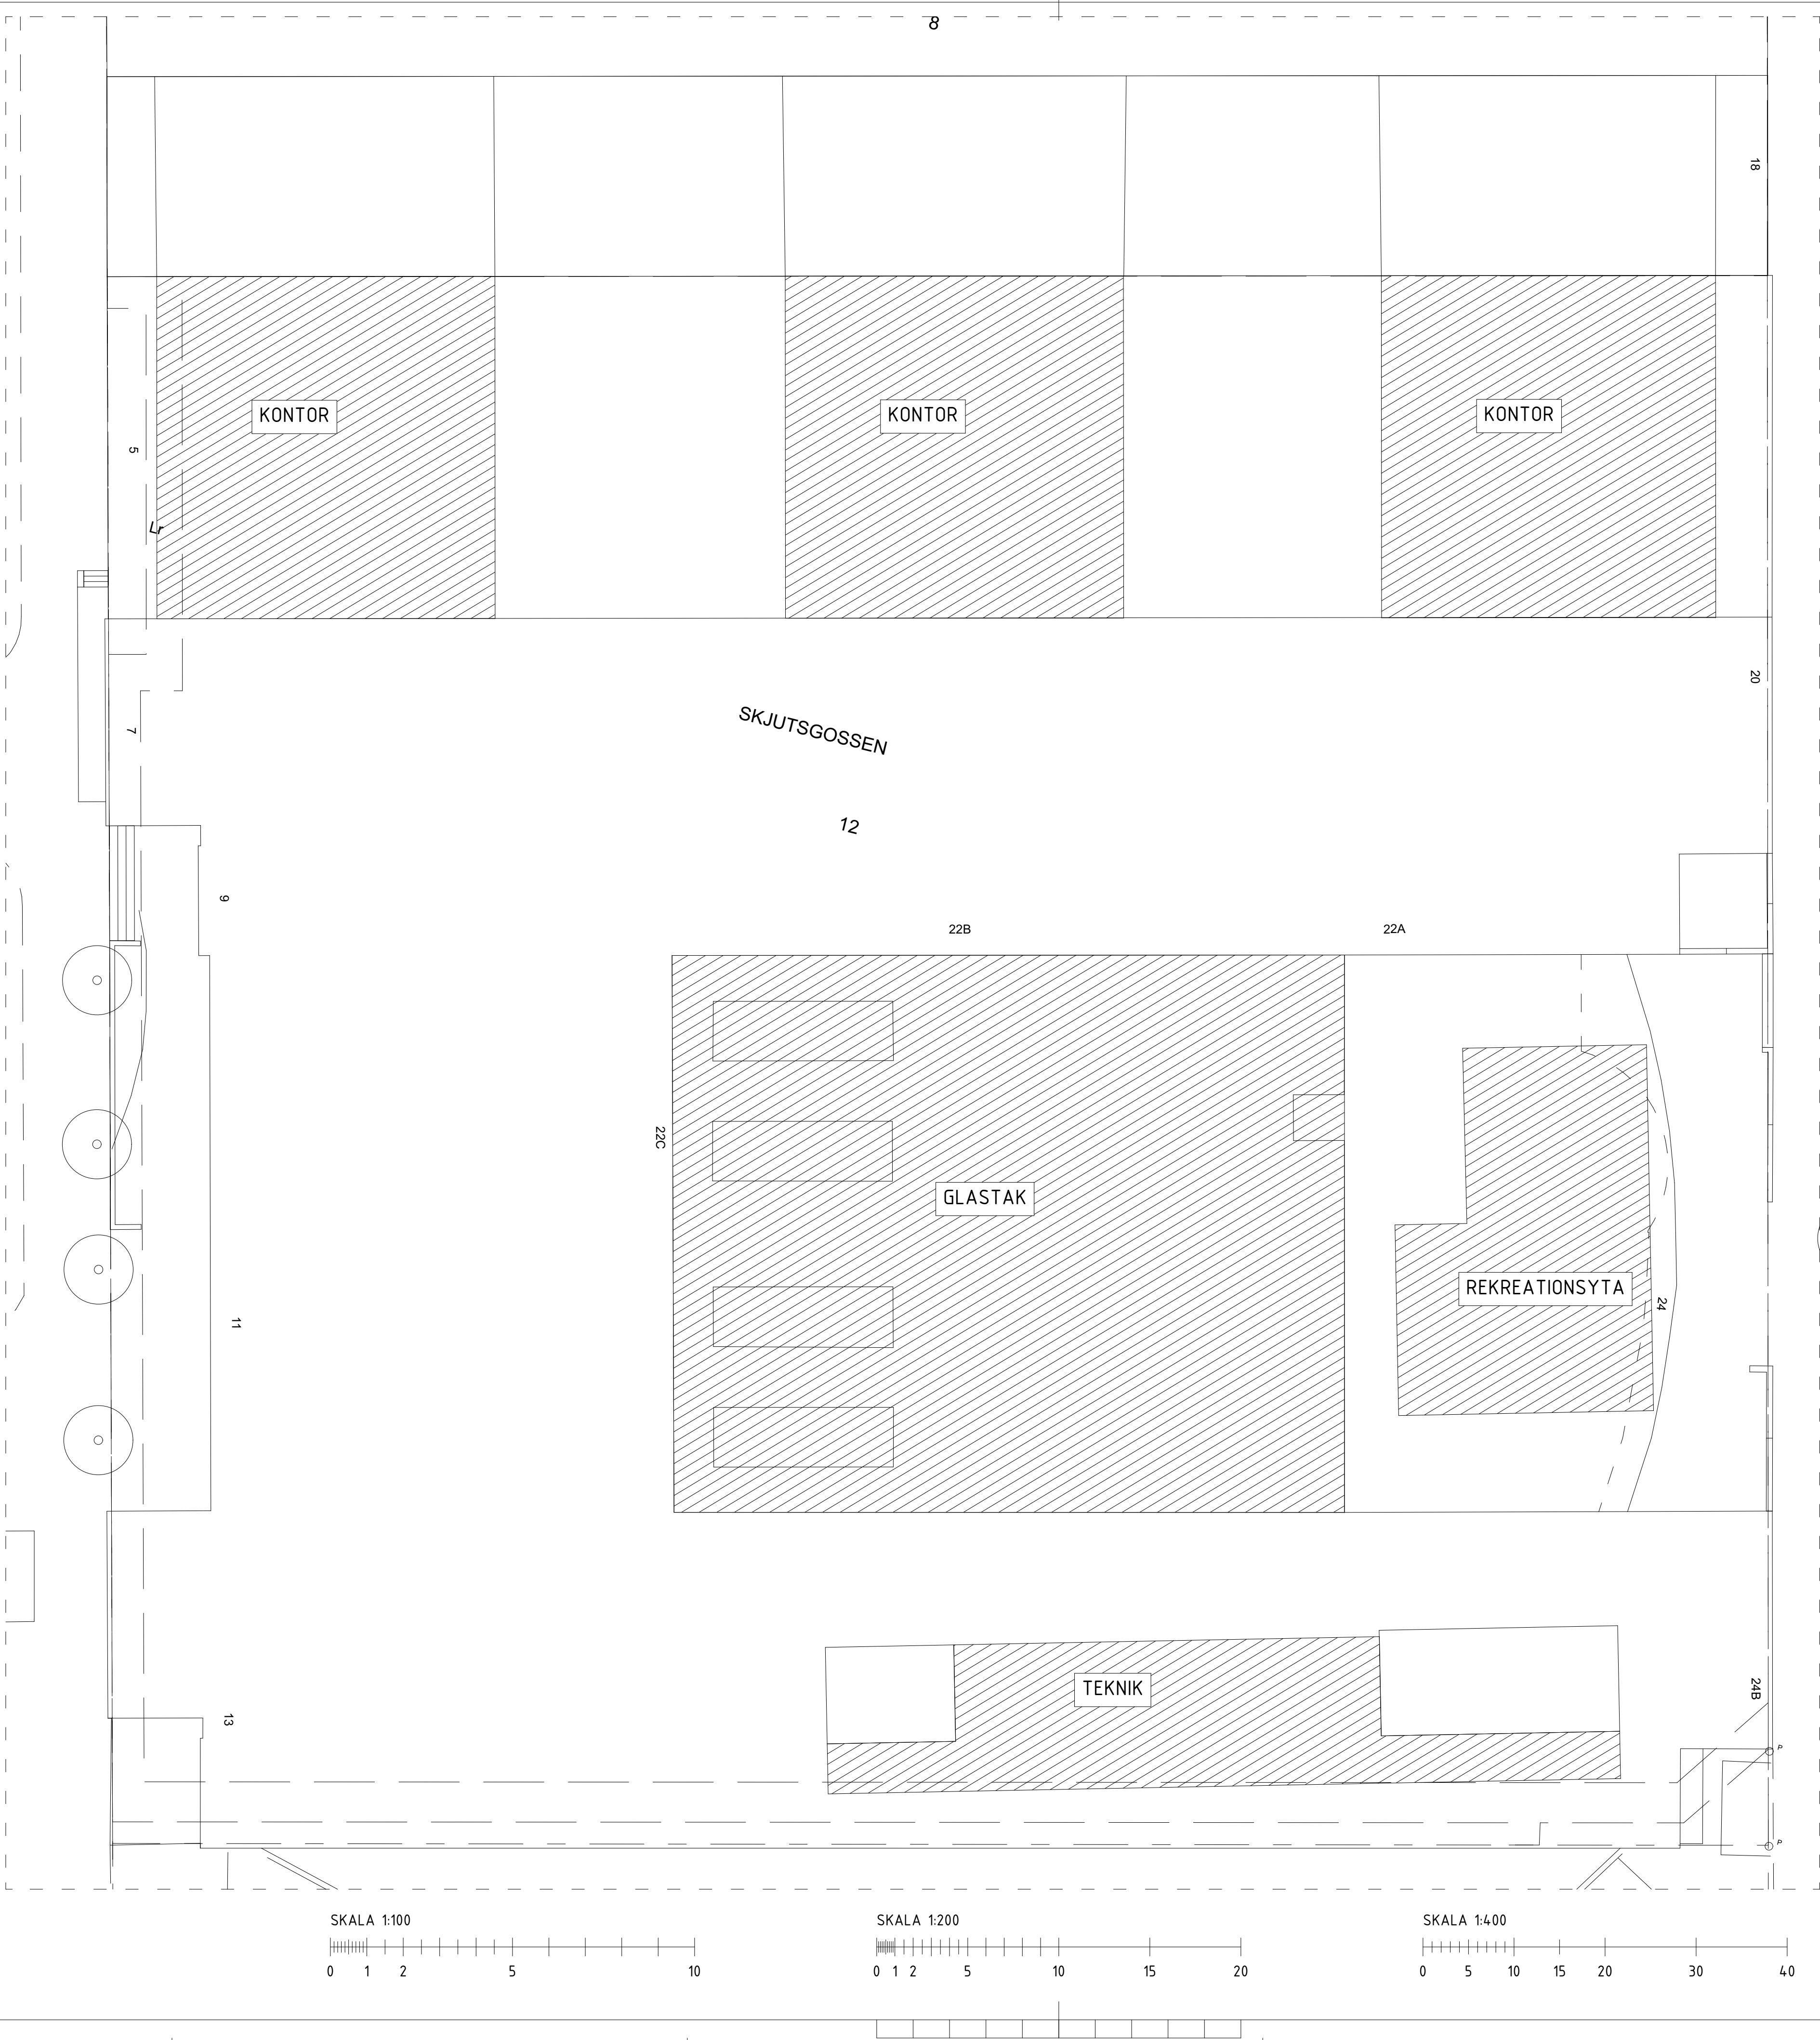 8
18
KONTOR
KONTOR
KONTOR
5
Lr
20
SKJUTSGOSSEN
7
12
9
22B
22A
22C
GLASTAK
REKREATIONSYTA
24
11
TEKNIK
24B
13
P
P
SKALA 1:100
0 1 2 5 10
SKALA 1:200
0 1 2 5 10 15 20
SKALA 1:400
0 5 10 15 20 30 40